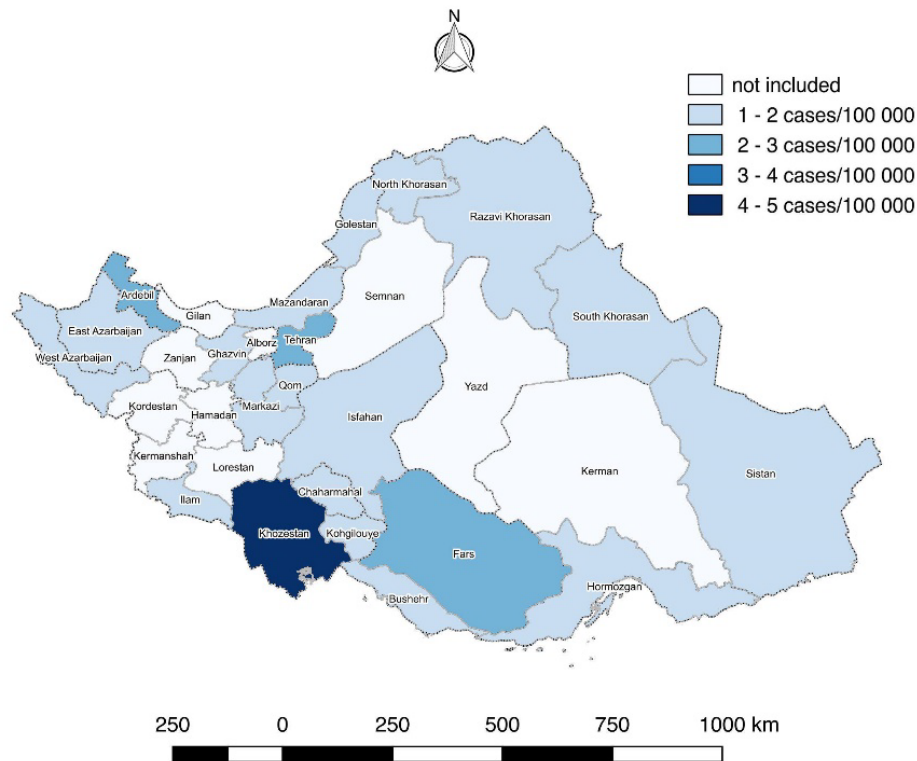 N
not included
1 - 2 cases/100 000
2 - 3 cases/100 000
3 - 4 cases/100 000
4 - 5 cases/100 000
North Khorasan
Razavi Khorasan
Golestan
Semnan
Mazandaran
Ardebil
Gilan
South Khorasan
East Azarbaijan
Alborz
Tehran
Ghazvin
West Azarbaijan
Zanjan
Qom
Yazd
Kordestan
Markazi
Hamadan
Isfahan
Kermanshah
Lorestan
Kerman
Sistan
Chaharmahal
Ilam
Khozestan
Kohgilouye
Fars
Hormozgan
Bushehr
250 0 250 500 750 1000 km